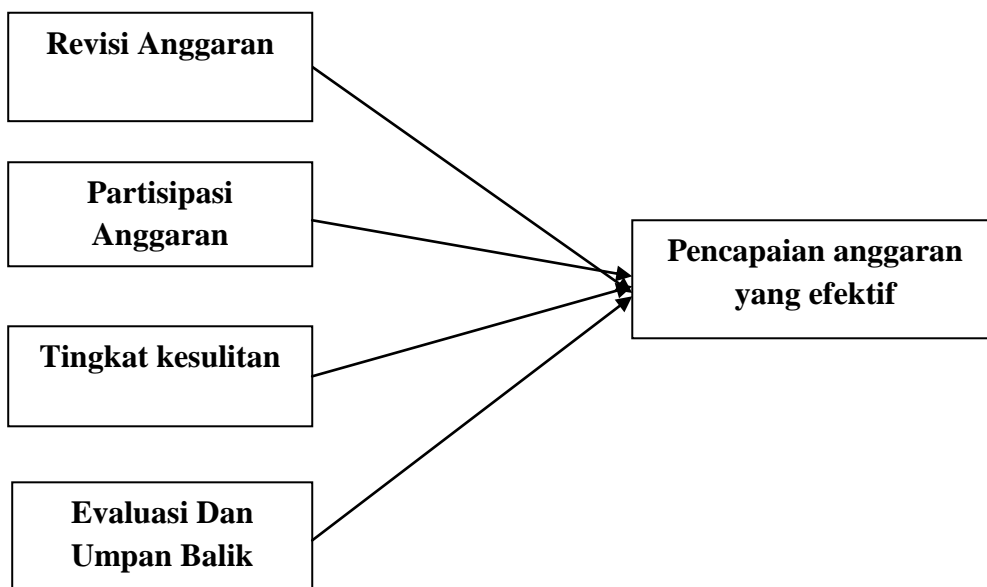 Revisi Anggaran
Partisipasi
Anggaran
Tingkat kesulitan
Evaluasi Dan
Umpan Balik
Pencapaian anggaran
yang efektif